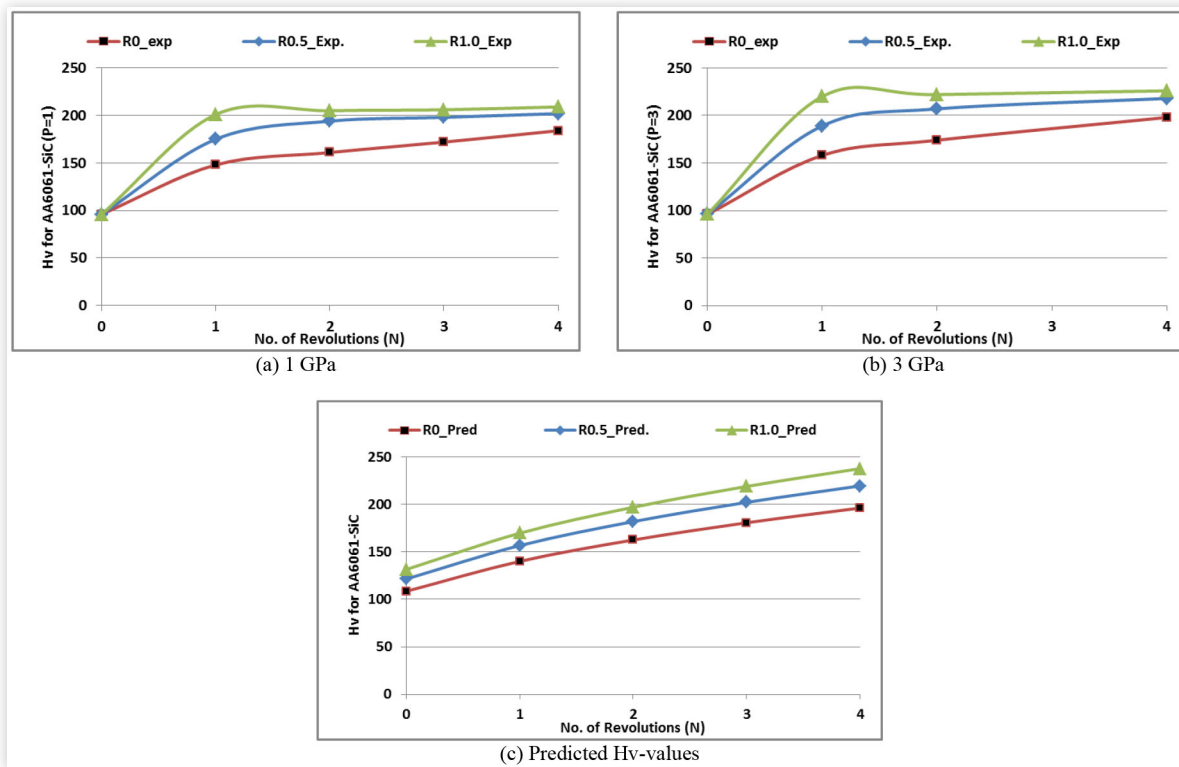 R0_exp R0.5_Exp. R1.0_Exp
250
200
150
100
50
0
Hv for AA6061-SiC (P=1)
0 1 2 3 4
No. of Revolutions (N)
(a) 1 GPa
R0_exp R0.5_Exp. R1.0_Exp
250
200
150
100
50
0
Hv for AA6061-SiC (P=3)
0 1 2 3 4
No. of Revolutions (N)
(b) 3 GPa
R0_Pred R0.5_Pred. R1.0_Pred
250
200
150
100
50
0
Hv for AA6061-SiC
0 1 2 3 4
No. of Revolutions (N)
(c) Predicted Hv-values